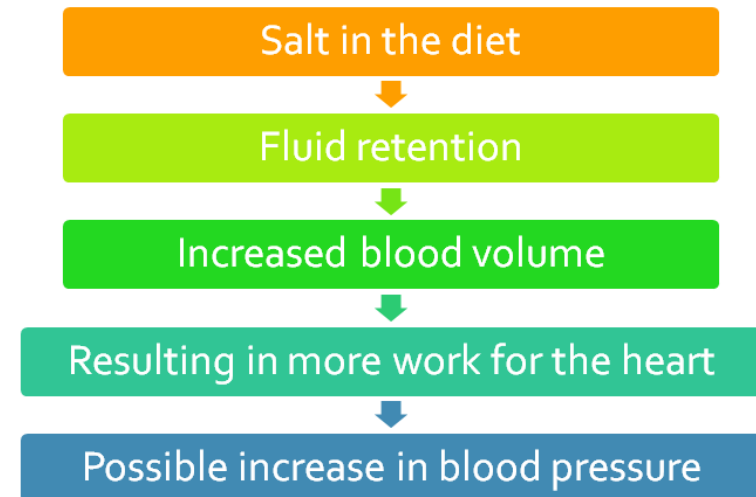 Salt in the diet
Fluid retention
Increased blood volume
Resulting in more work for the heart
Possible increase in blood pressure